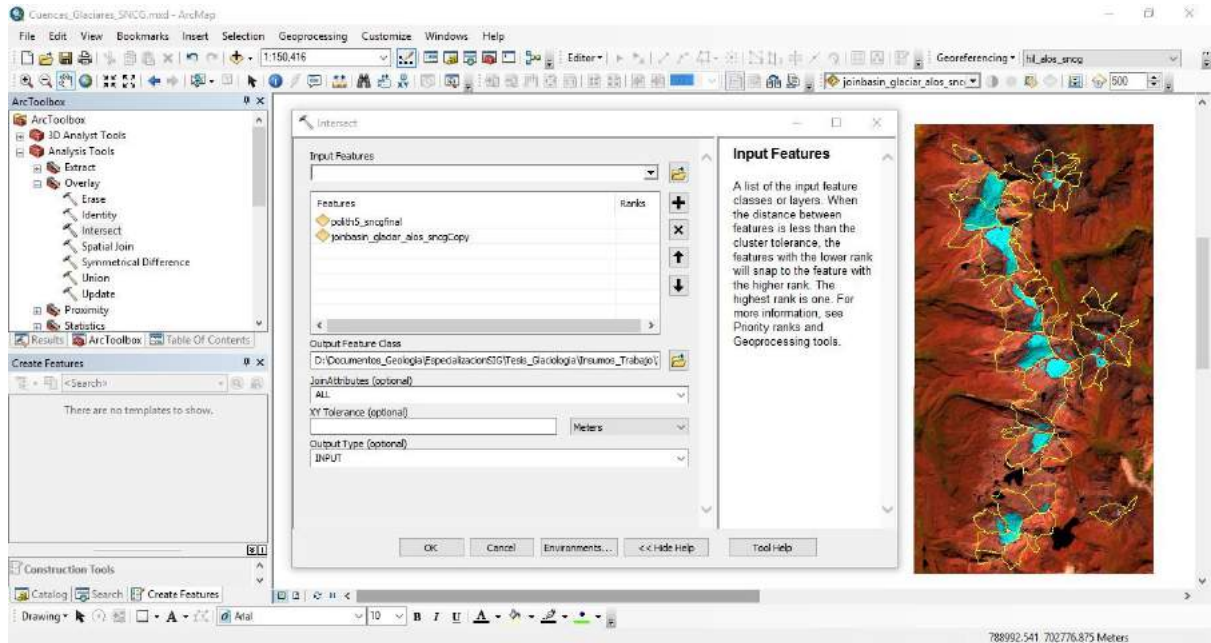 Cuences_Glaciares_SNCG.mxd - ArcMap
File Edit View Bookmarks Insert Selection Geoprocessing Customize Windows Help
1:150.416
Editor
Georeferencing
hil_alos_sncg
500
ArcToolbox
ArcToolbox
3D Analyst Tools
Analysis Tools
Extract
Overlay
Erase
Identity
Intersect
Spatial Join
Symmetrical Difference
Union
Update
Proximity
Statistics
Results ArcToolbox Table Of Contents
Create Features
<Search>
There are no templates to show.
Construction Tools
Catalog Search Create Features
Intersect
Input Features
Features Ranks
joinbasin_glaciar_alos_sncgCopy
Output Feature Class
D:\Documentos_Geologia\EspecializacionSIG\Tesis_Glaciologia\Insumos_Trabajo\
JoinAttributes (optional)
ALL
XY Tolerance (optional)
Meters
Output Type (optional)
INPUT
OK Cancel Environments... << Hide Help Tool Help
Input Features
A list of the input feature
classes or layers. When
the distance between
features is less than the
cluster tolerance, the
features with the lower rank
will snap to the feature with
the higher rank. The
highest rank is one. For
more information, see
Priority ranks and
Geoprocessing tools.
Drawing
Arial
10
B I U A
788992.541 702776.875 Meters